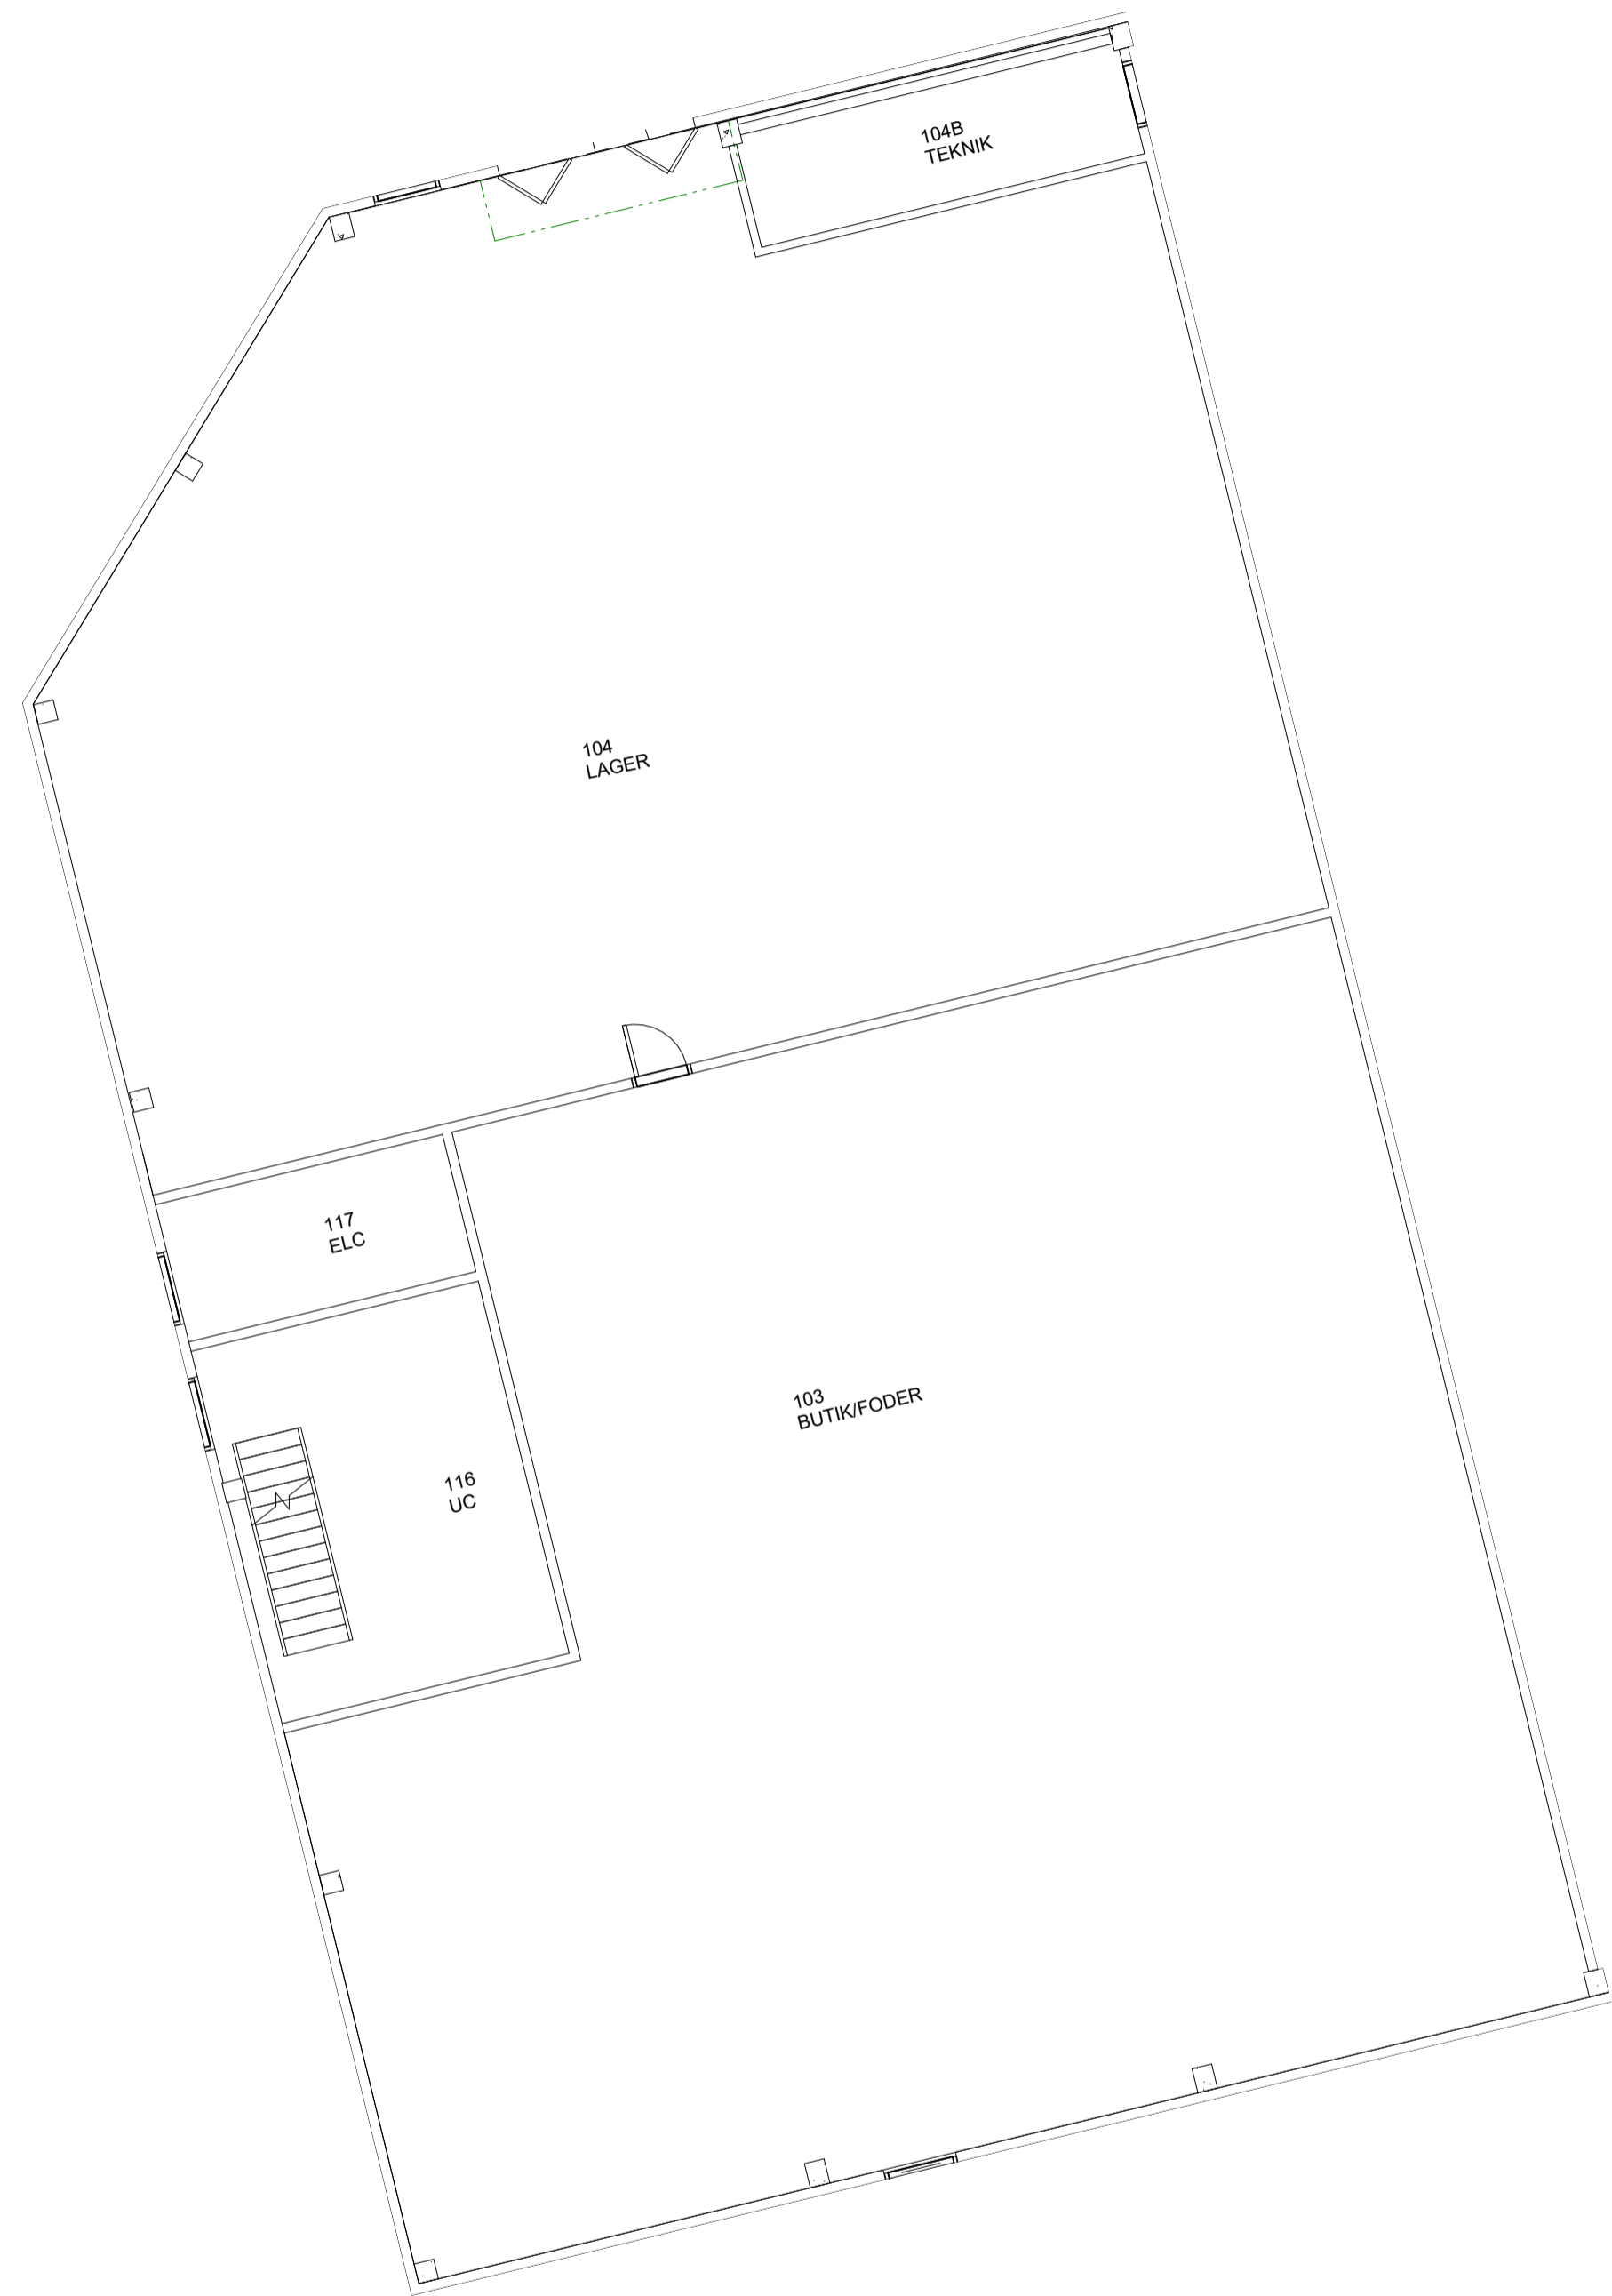 104B
TEKNIK
104
LAGER
117
ELC
103
BUTIK/FODER
116
UC